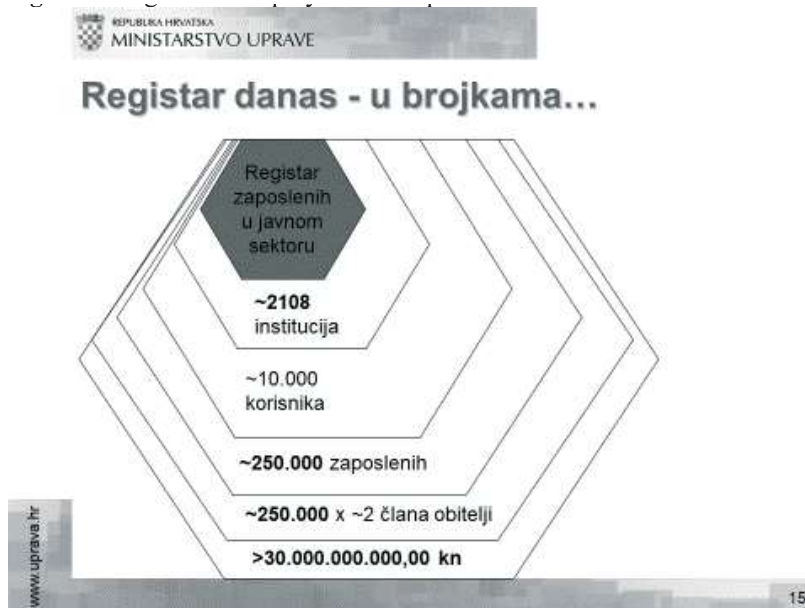 REPUBLIKA HRVATSKA
MINISTARSTVO UPRAVE
Registar danas - u brojkama…
Registar
zaposlenih
u javnom
sektoru
~2108
institucija
~10.000
korisnika
~250.000 zaposlenih
~250.000 x ~2 člana obitelji
>30.000.000.000,00 kn
www.uprava.hr
15